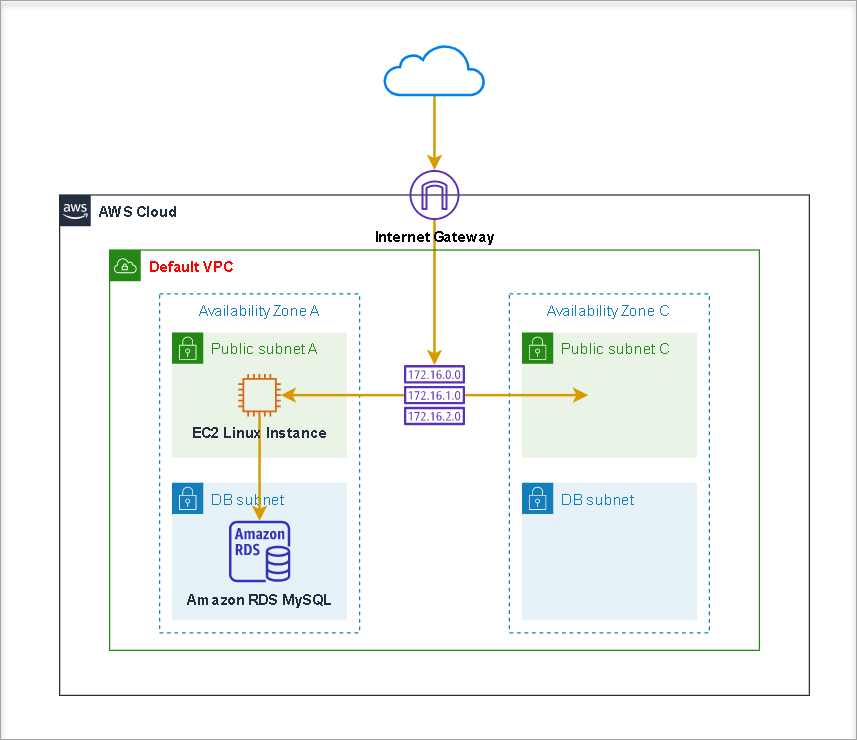 aws
AWS Cloud
Internet Gateway
Default VPC
Availability Zone A
Availability Zone C
Public subnet A
Public subnet C
172.16.0.0
172.16.1.0
172.16.2.0
EC2 Linux Instance
DB subnet
DB subnet
Amazon
RDS
Amazon RDS MySQL